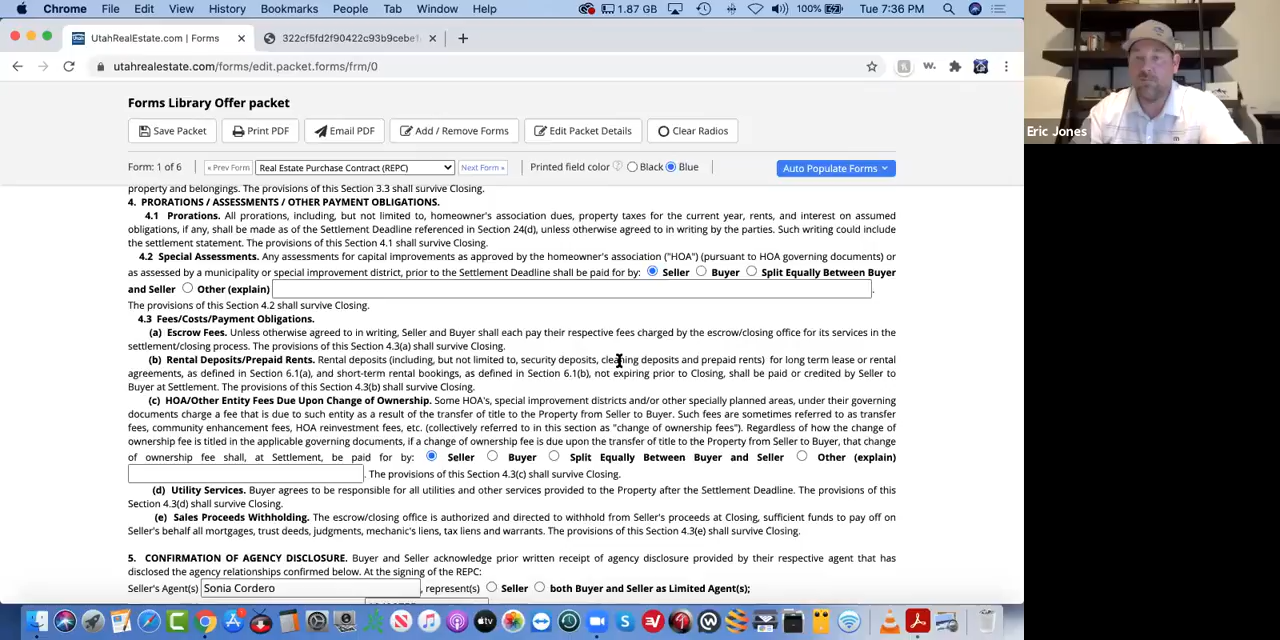 Chrome File Edit View History Bookmarks People Tab Window Help 1.87 GB 100% Tue 7:36 PM
UtahRealEstate.com | Forms 322cf5fd2f90422c93b9cebe
utahrealestate.com/forms/edit.packet.forms/frm/0
Forms Library Offer packet
Save Packet Print PDF Email PDF Add / Remove Forms Edit Packet Details Clear Radios
Form: 1 of 6 « Prev Form Real Estate Purchase Contract (REPC) Next Form » Printed field color Black Blue Auto Populate Forms
property and belongings. The provisions of this Section 3.3 shall survive Closing.
4. PRORATIONS / ASSESSMENTS / OTHER PAYMENT OBLIGATIONS.
4.1 Prorations. All prorations, including, but not limited to, homeowner's association dues, property taxes for the current year, rents, and interest on assumed
obligations, if any, shall be made as of the Settlement Deadline referenced in Section 24(d), unless otherwise agreed to in writing by the parties. Such writing could include
the settlement statement. The provisions of this Section 4.1 shall survive Closing.
4.2 Special Assessments. Any assessments for capital improvements as approved by the homeowner's association ("HOA") (pursuant to HOA governing documents) or
as assessed by a municipality or special improvement district, prior to the Settlement Deadline shall be paid for by: Seller Buyer Split Equally Between Buyer
and Seller Other (explain) .
The provisions of this Section 4.2 shall survive Closing.
4.3 Fees/Costs/Payment Obligations.
(a) Escrow Fees. Unless otherwise agreed to in writing, Seller and Buyer shall each pay their respective fees charged by the escrow/closing office for its services in the
settlement/closing process. The provisions of this Section 4.3(a) shall survive Closing.
(b) Rental Deposits/Prepaid Rents. Rental deposits (including, but not limited to, security deposits, cleaning deposits and prepaid rents) for long term lease or rental
agreements, as defined in Section 6.1(a), and short-term rental bookings, as defined in Section 6.1(b), not expiring prior to Closing, shall be paid or credited by Seller to
Buyer at Settlement. The provisions of this Section 4.3(b) shall survive Closing.
(c) HOA/Other Entity Fees Due Upon Change of Ownership. Some HOA's, special improvement districts and/or other specially planned areas, under their governing
documents charge a fee that is due to such entity as a result of the transfer of title to the Property from Seller to Buyer. Such fees are sometimes referred to as transfer
fees, community enhancement fees, HOA reinvestment fees, etc. (collectively referred to in this section as "change of ownership fees"). Regardless of how the change of
ownership fee is titled in the applicable governing documents, if a change of ownership fee is due upon the transfer of title to the Property from Seller to Buyer, that change
of ownership fee shall, at Settlement, be paid for by: Seller Buyer Split Equally Between Buyer and Seller Other (explain)
. The provisions of this Section 4.3(c) shall survive Closing.
(d) Utility Services. Buyer agrees to be responsible for all utilities and other services provided to the Property after the Settlement Deadline. The provisions of this
Section 4.3(d) shall survive Closing.
(e) Sales Proceeds Withholding. The escrow/closing office is authorized and directed to withhold from Seller's proceeds at Closing, sufficient funds to pay off on
Seller's behalf all mortgages, trust deeds, judgments, mechanic's liens, tax liens and warrants. The provisions of this Section 4.3(e) shall survive Closing.
5. CONFIRMATION OF AGENCY DISCLOSURE. Buyer and Seller acknowledge prior written receipt of agency disclosure provided by their respective agent that has
disclosed the agency relationships confirmed below. At the signing of the REPC:
Seller's Agent(s) Sonia Cordero , represent(s) Seller both Buyer and Seller as Limited Agent(s);
Eric Jones